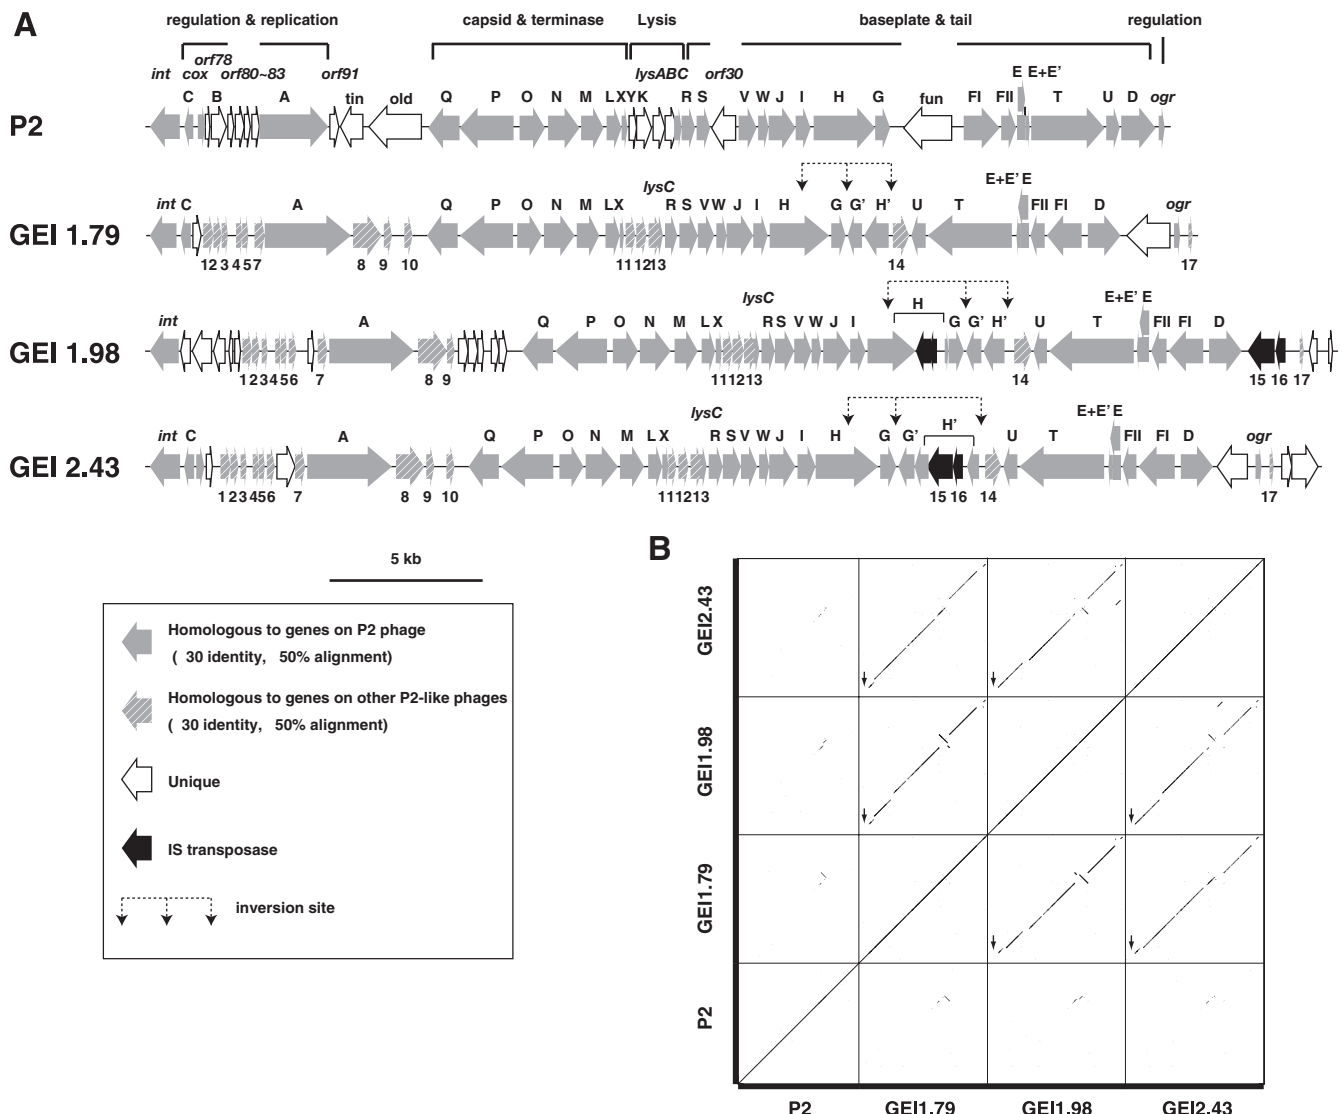 A
regulation & replication
capsid & terminase
Lysis
baseplate & tail
regulation
orf78
int cox orf80~83 orf91 lysABC orf30 E E+E' ogr
C B A tin old Q P O N M L X Y K R S V W J I H G fun FI FII T U D
P2
lysC E+E' E
int C A Q P O N M L X R S V W J I H G G' H' U T FII FI D ogr
GEI 1.79
1 2 3 4 5 7 8 9 10 11 12 13 14 17
lysC H E+E' E
int A Q P O N M L X R S V W J I G G' H' U T FII FI D
GEI 1.98
1 2 3 4 5 6 7 8 9 11 12 13 14 15 16 17
lysC H' E+E' E
int C A Q P O N M L X R S V W J I H G G' U T FII FI D ogr
GEI 2.43
1 2 3 4 5 6 7 8 9 10 11 12 13 15 16 14 17
5 kb
Homologous to genes on P2 phage
( 30 identity, 50% alignment)
Homologous to genes on other P2-like phages
( 30 identity, 50% alignment)
Unique
IS transposase
inversion site
B
GEI2.43
GEI1.98
GEI1.79
P2
P2 GEI1.79 GEI1.98 GEI2.43